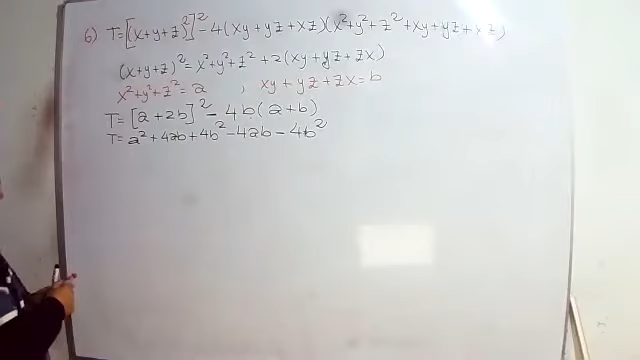 6) T=[(x+y+z)²]² - 4(xy+yz+xz)(x²+y²+z²+xy+yz+xz)
(x+y+z)² = x²+y²+z² + 2(xy+yz+zx)
x²+y²+z² = a , xy+yz+zx = b
T = [a+2b]² - 4b(a+b)
T = a²+4ab+4b²-4ab-4b²